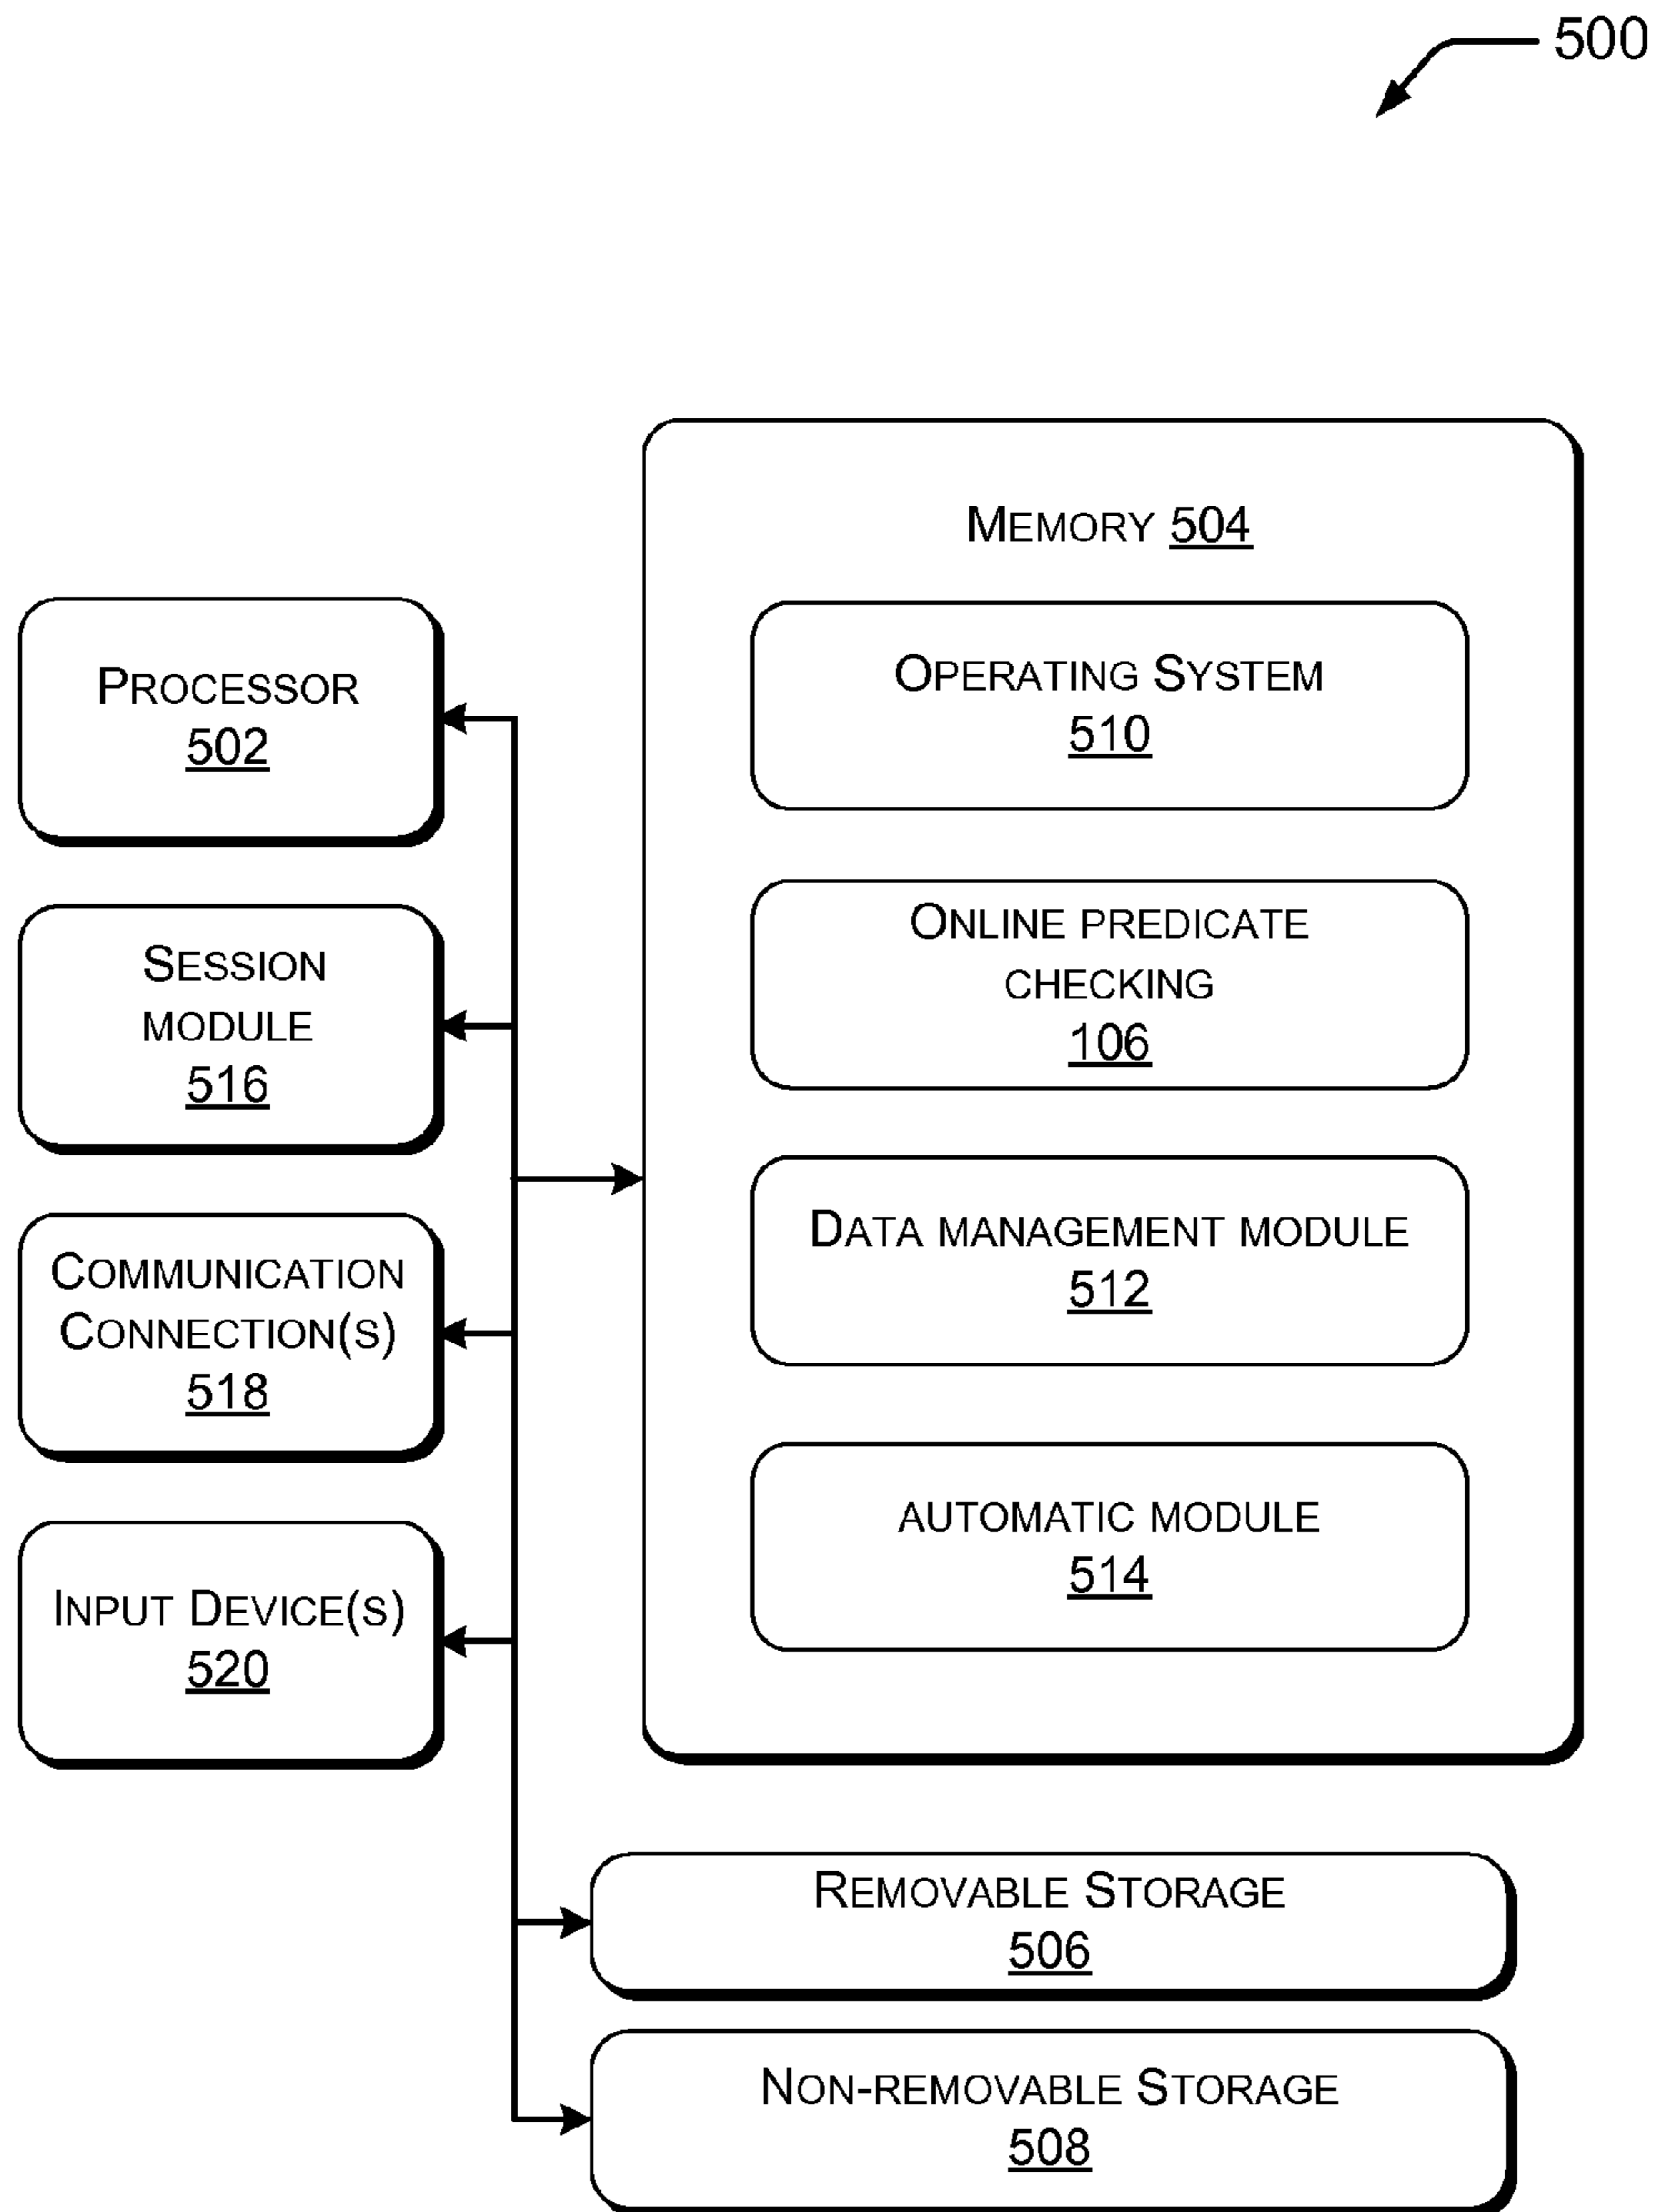 500
MEMORY 504
OPERATING SYSTEM
510
ONLINE PREDICATE
CHECKING
106
DATA MANAGEMENT MODULE
512
AUTOMATIC MODULE
514
PROCESSOR
502
SESSION
MODULE
516
COMMUNICATION
CONNECTION(S)
518
INPUT DEVICE(S)
520
REMOVABLE STORAGE
506
NON-REMOVABLE STORAGE
508